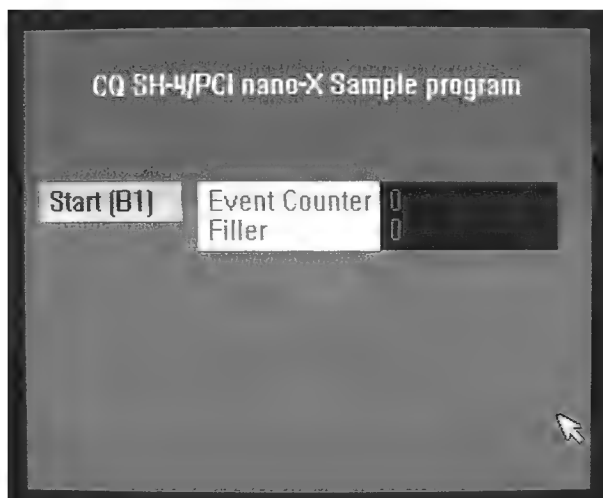 CQ SH-4/PCI nano-X Sample program
Start (B1)
Event Counter 0
Filler 0